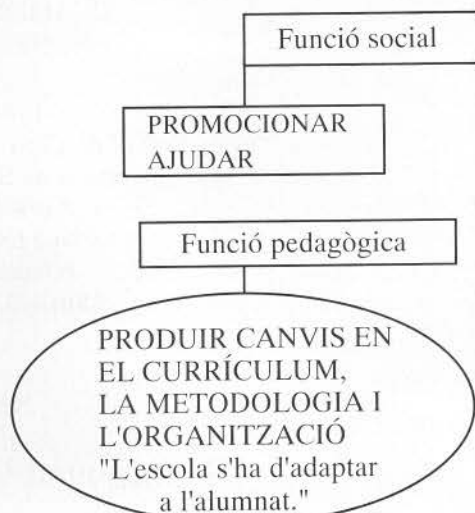 Funció social
PROMOCIONAR
AJUDAR
Funció pedagògica
PRODUIR CANVIS EN
EL CURRÍCULUM,
LA METODOLOGIA I
L'ORGANITZACIÓ
"L'escola s'ha d'adaptar
a l'alumnat."